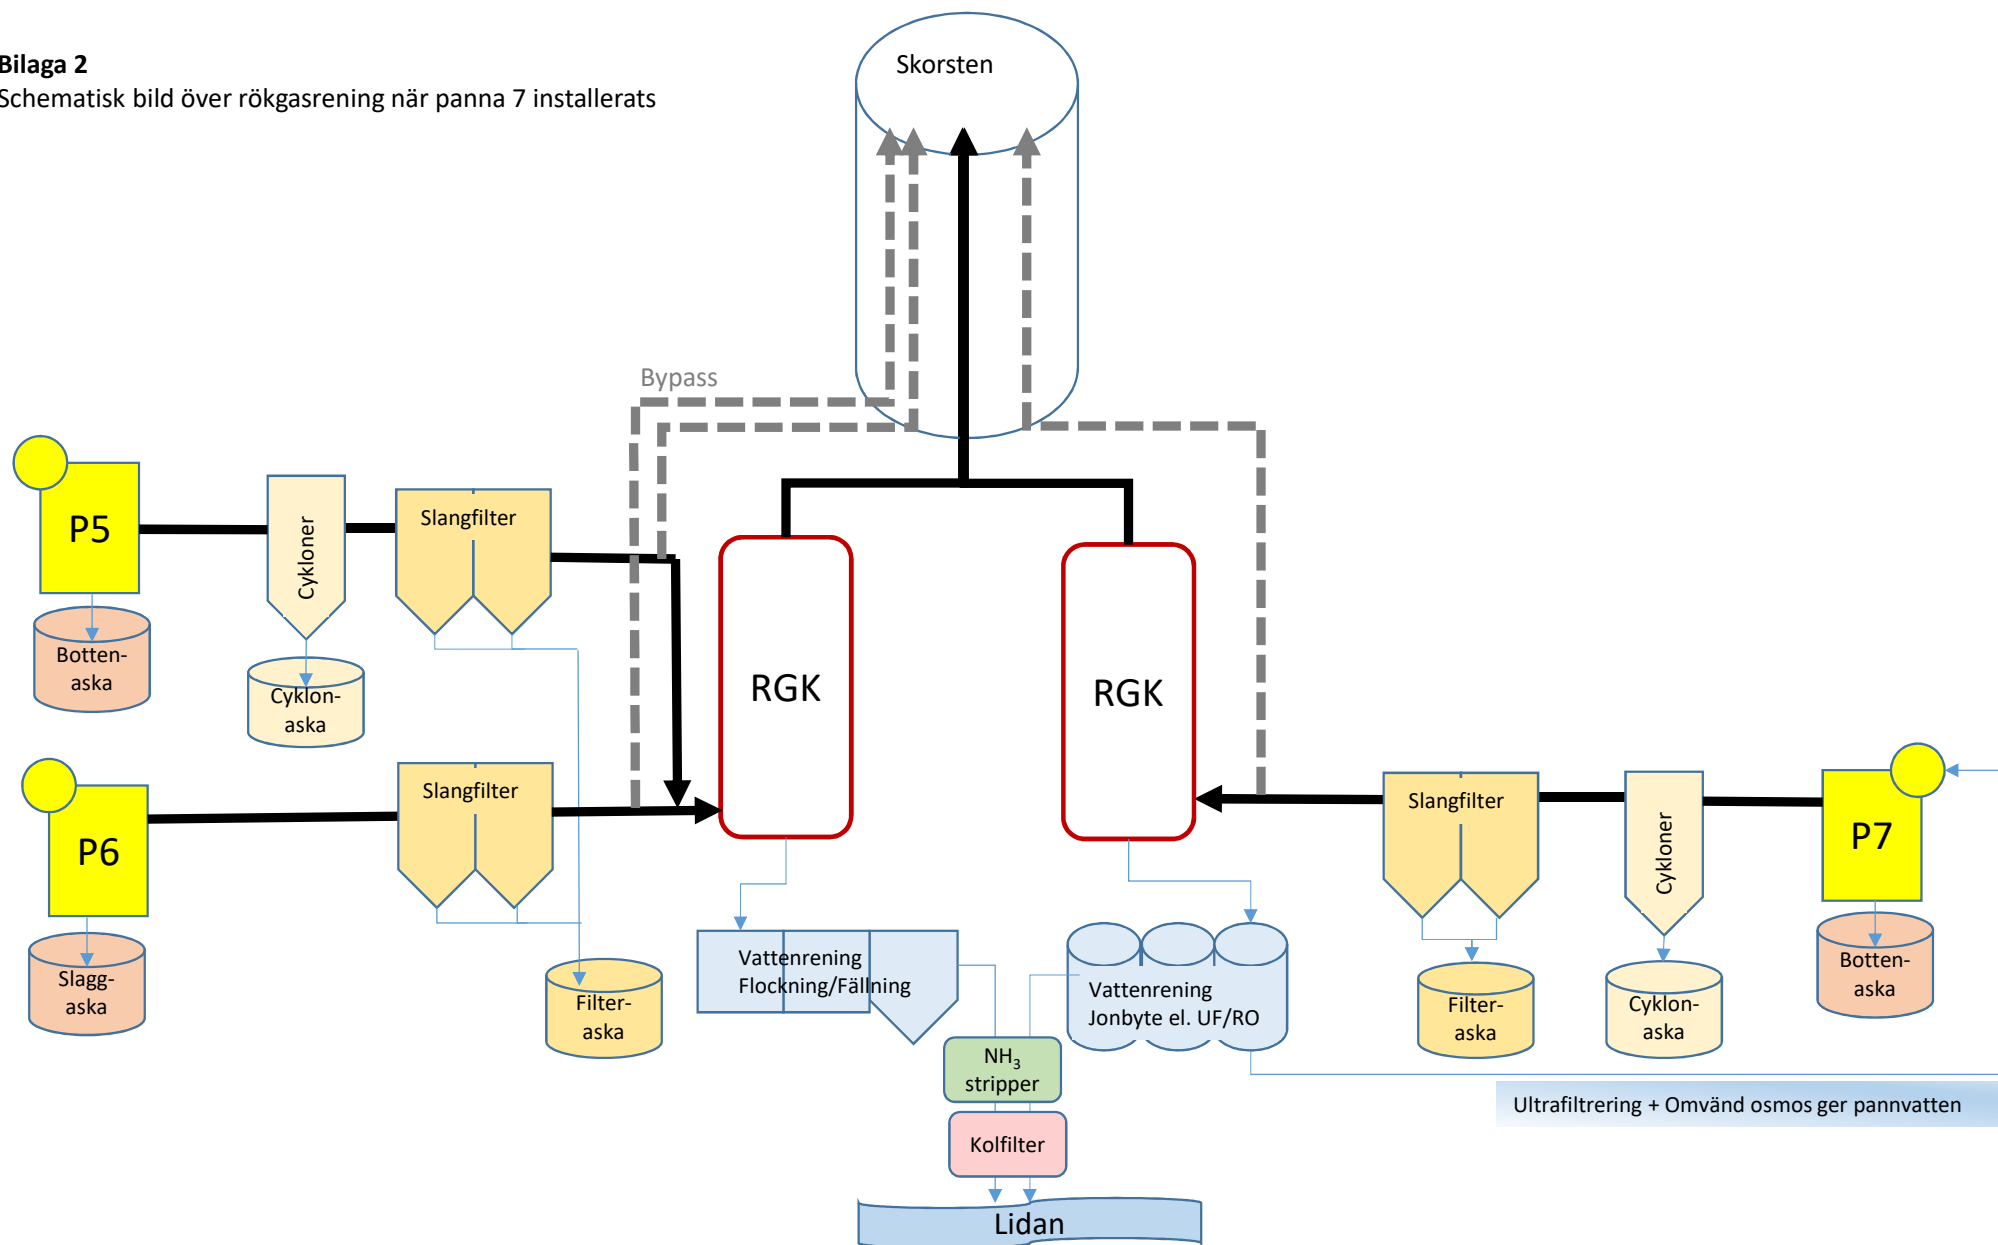 Bilaga 2
Schematisk bild över rökgasrening när panna 7 installerats
Skorsten
Bypass
P5
Cykloner
Slangfilter
Botten-
aska
Cyklon-
aska
RGK
RGK
P6
Slangfilter
Slagg-
aska
Filter-
aska
Slangfilter
Cykloner
P7
Filter-
aska
Cyklon-
aska
Botten-
aska
Vattenrening
Flockning/Fällning
Vattenrening
Jonbyte el. UF/RO
NH3
stripper
Kolfilter
Ultrafiltrering + Omvänd osmos ger pannvatten
Lidan